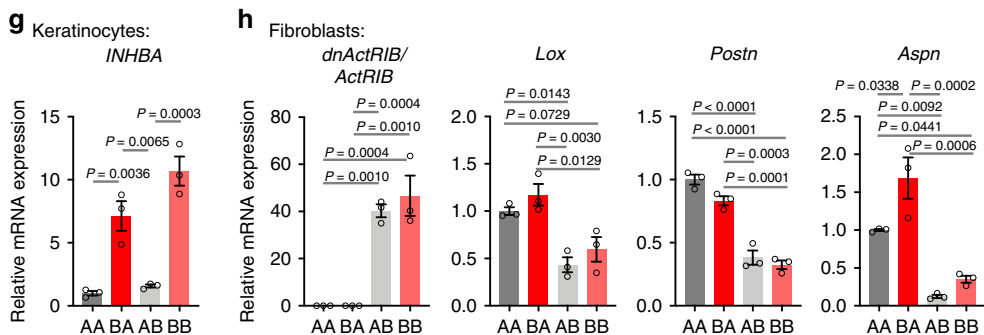 g Keratinocytes:
INHBA
Relative mRNA expression
15
10
5
0
P = 0.0003
P = 0.0065
P = 0.0036
AA BA AB BB
h Fibroblasts:
dnActRIB/
ActRIB
Relative mRNA expression
80
60
40
20
0
P = 0.0004
P = 0.0010
P = 0.0004
P = 0.0010
AA BA AB BB
Lox
2.0
1.5
1.0
0.5
0
P = 0.0143
P = 0.0729
P = 0.0030
P = 0.0129
AA BA AB BB
Postn
1.5
1.0
0.5
0.0
P < 0.0001
P < 0.0001
P = 0.0003
P = 0.0001
AA BA AB BB
Aspn
2.5
2.0
1.5
1.0
0.5
0.0
P = 0.0338 P = 0.0002
P = 0.0092
P = 0.0441
P = 0.0006
AA BA AB BB